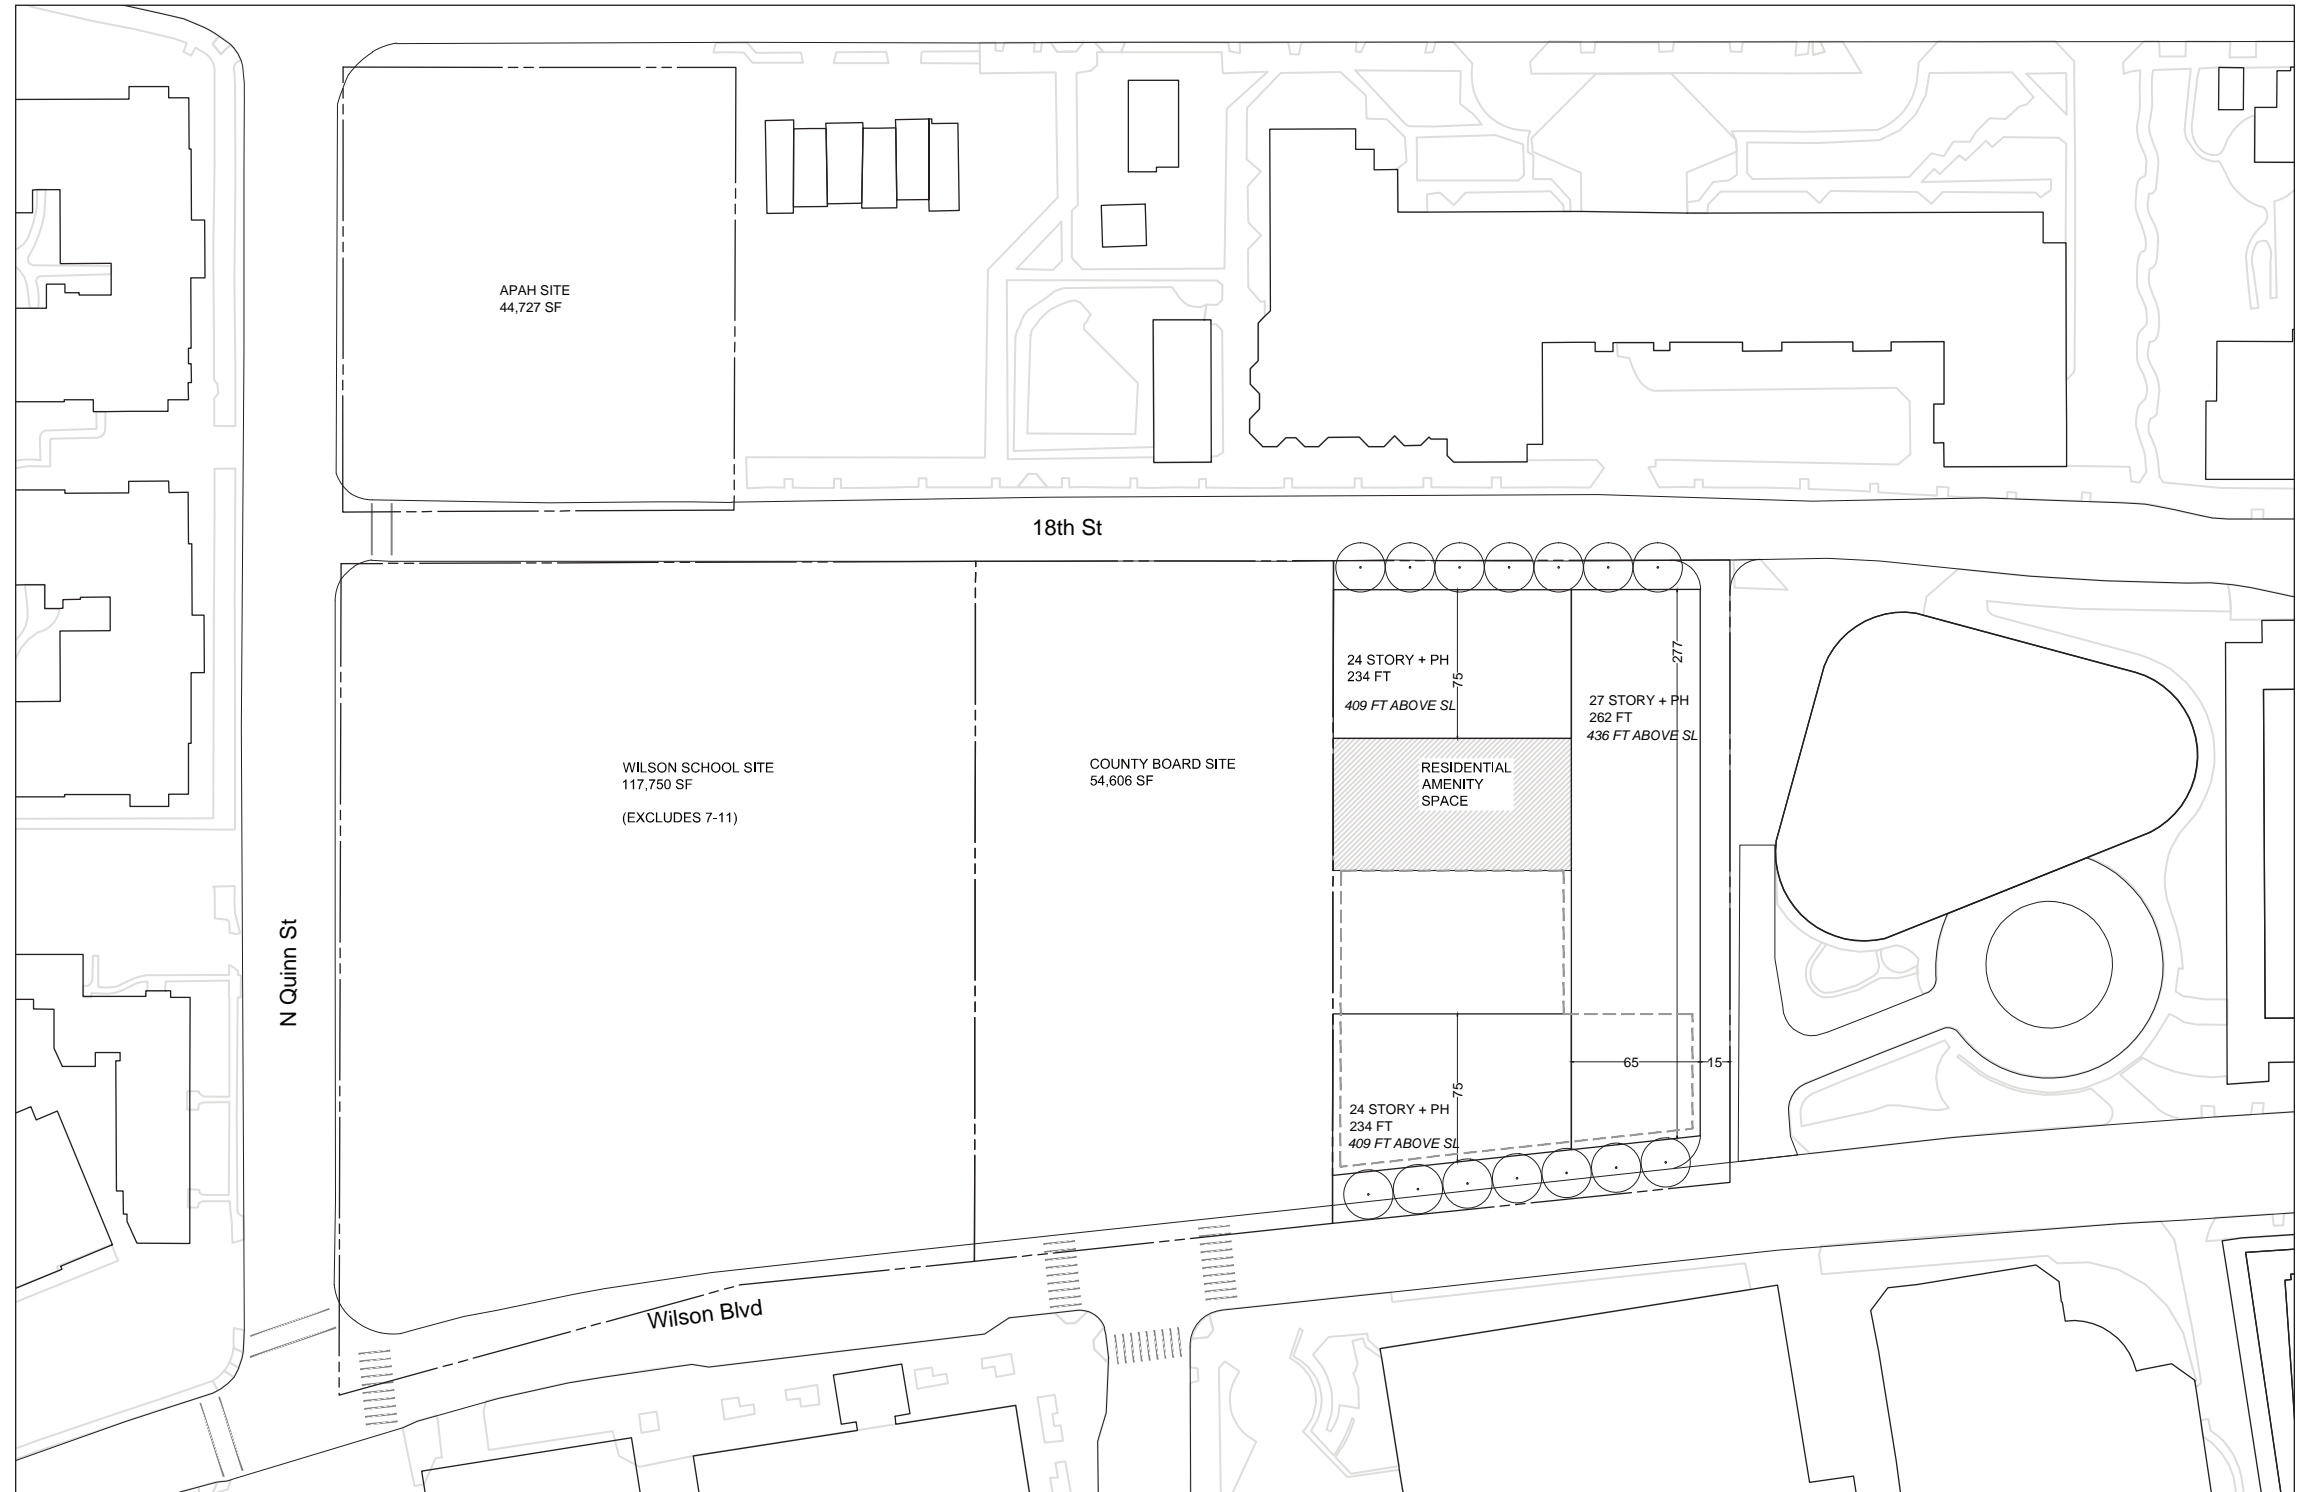 APAH SITE
44,727 SF
18th St
24 STORY + PH
234 FT
409 FT ABOVE SL
75
277
27 STORY + PH
262 FT
436 FT ABOVE SL
WILSON SCHOOL SITE
117,750 SF
(EXCLUDES 7-11)
COUNTY BOARD SITE
54,606 SF
RESIDENTIAL
AMENITY
SPACE
N Quinn St
65
15
75
24 STORY + PH
234 FT
409 FT ABOVE SL
Wilson Blvd